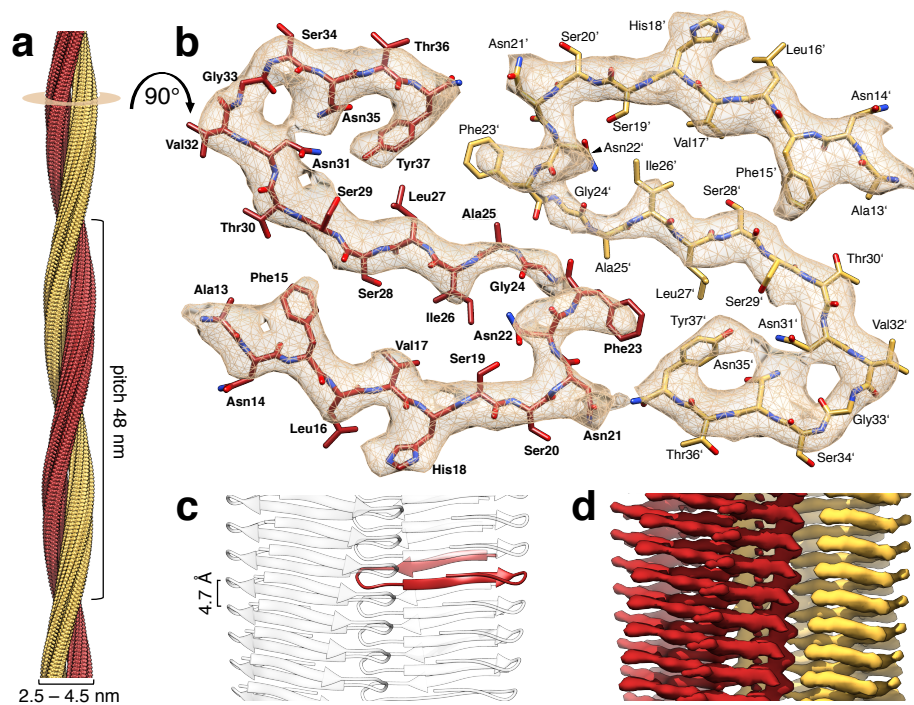 a
90°
pitch 48 nm
2.5 – 4.5 nm
b
Ser34
Thr36
Gly33
Asn35
Val32
Asn31
Tyr37
Ser29
Leu27
Thr30
Ala25
Ser28
Gly24
Ala13
Phe15
Ile26
Asn22
Phe23
Val17
Ser19
Asn14
Leu16
His18
Ser20
Asn21
His18’
Ser20’
Asn21’
Leu16’
Asn14’
Ser19’
Val17’
Phe23‘
Asn22‘
Ile26’
Phe15’
Gly24‘
Ser28‘
Ala13‘
Ala25‘
Thr30‘
Leu27‘
Ser29‘
Tyr37‘
Asn31‘
Val32‘
Asn35‘
Gly33‘
Thr36‘
Ser34‘
c
4.7 Å
d